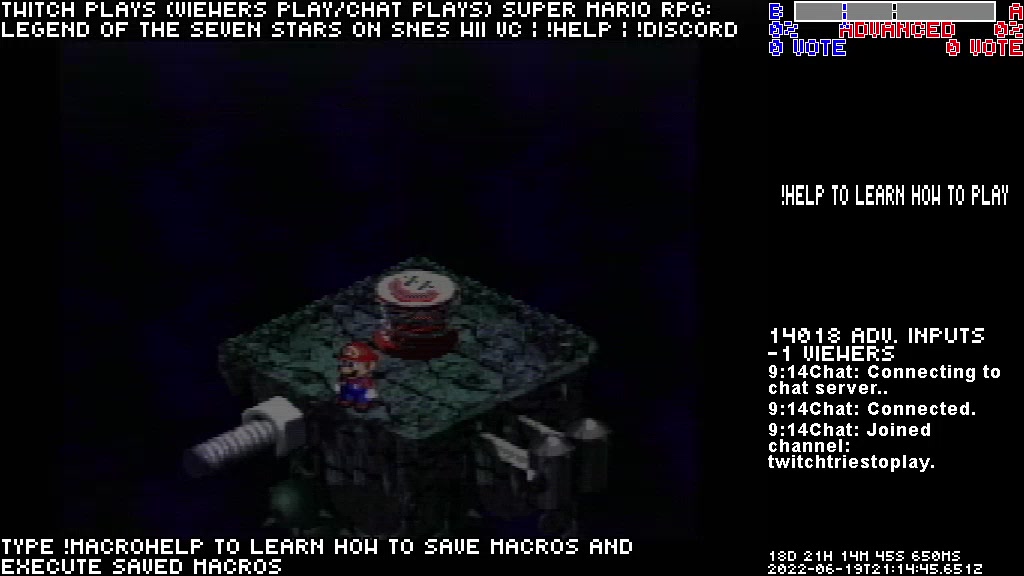 TWITCH PLAYS (VIEWERS PLAY/CHAT PLAYS) SUPER MARIO RPG:
LEGEND OF THE SEVEN STARS ON SNES WII VC ¦ !HELP ¦ !DISCORD
B A
0% ADVANCED 0%
0 VOTE 0 VOTE
!HELP TO LEARN HOW TO PLAY
14018 ADV. INPUTS
-1 VIEWERS
9:14Chat: Connecting to
chat server..
9:14Chat: Connected.
9:14Chat: Joined
channel:
twitchtriestoplay.
TYPE !MACROHELP TO LEARN HOW TO SAVE MACROS AND
EXECUTE SAVED MACROS
18D 21H 14M 45S 650MS
2022-06-19T21:14:45.651Z